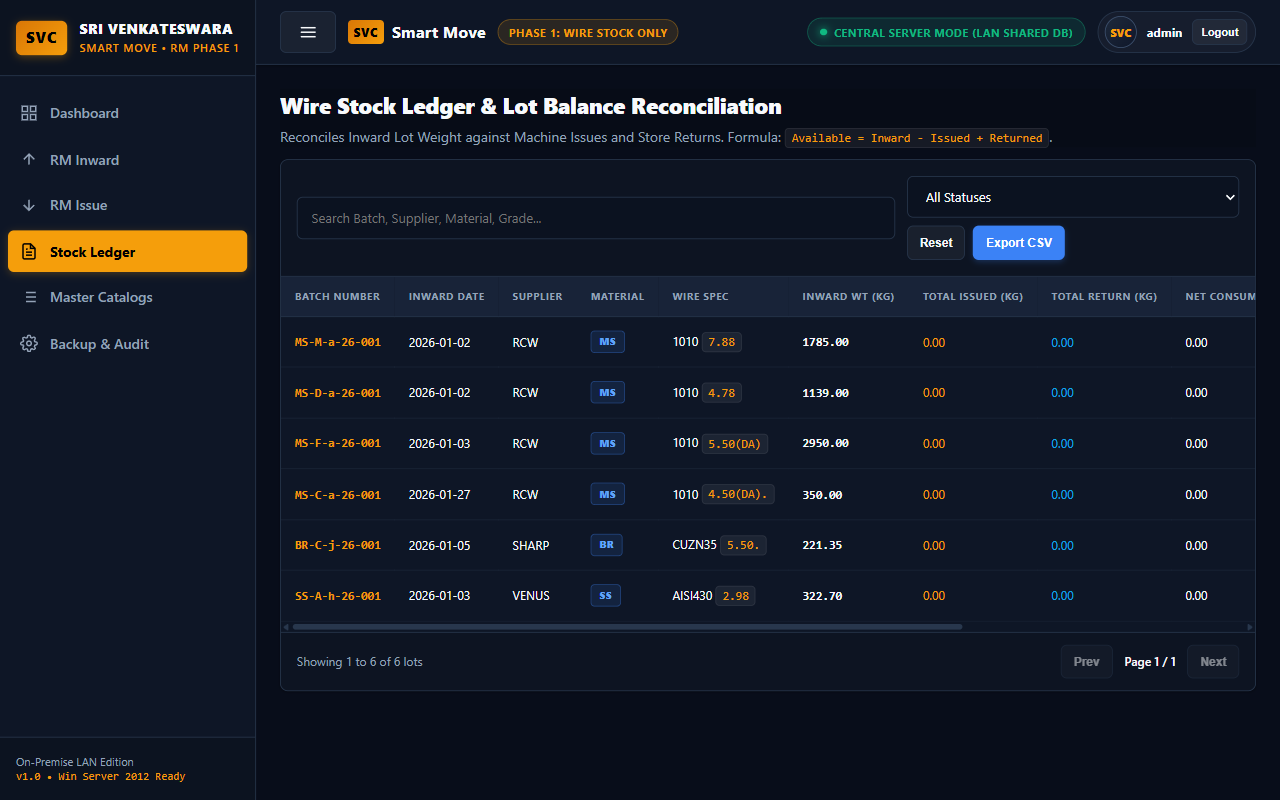 SVC
SRI VENKATESWARA
SMART MOVE • RM PHASE 1
SVC Smart Move PHASE 1: WIRE STOCK ONLY
CENTRAL SERVER MODE (LAN SHARED DB)
SVC admin Logout
Dashboard
RM Inward
RM Issue
Stock Ledger
Master Catalogs
Backup & Audit
On-Premise LAN Edition
v1.0 • Win Server 2012 Ready
Wire Stock Ledger & Lot Balance Reconciliation
Reconciles Inward Lot Weight against Machine Issues and Store Returns. Formula: Available = Inward - Issued + Returned.
Search Batch, Supplier, Material, Grade...
All Statuses
Reset Export CSV
BATCH NUMBER INWARD DATE SUPPLIER MATERIAL WIRE SPEC INWARD WT (KG) TOTAL ISSUED (KG) TOTAL RETURN (KG) NET CONSUM
MS-M-a-26-001 2026-01-02 RCW MS 1010 7.88 1785.00 0.00 0.00 0.00
MS-D-a-26-001 2026-01-02 RCW MS 1010 4.78 1139.00 0.00 0.00 0.00
MS-F-a-26-001 2026-01-03 RCW MS 1010 5.50(DA) 2950.00 0.00 0.00 0.00
MS-C-a-26-001 2026-01-27 RCW MS 1010 4.50(DA). 350.00 0.00 0.00 0.00
BR-C-j-26-001 2026-01-05 SHARP BR CUZN35 5.50. 221.35 0.00 0.00 0.00
SS-A-h-26-001 2026-01-03 VENUS SS AISI430 2.98 322.70 0.00 0.00 0.00
Showing 1 to 6 of 6 lots
Prev Page 1 / 1 Next